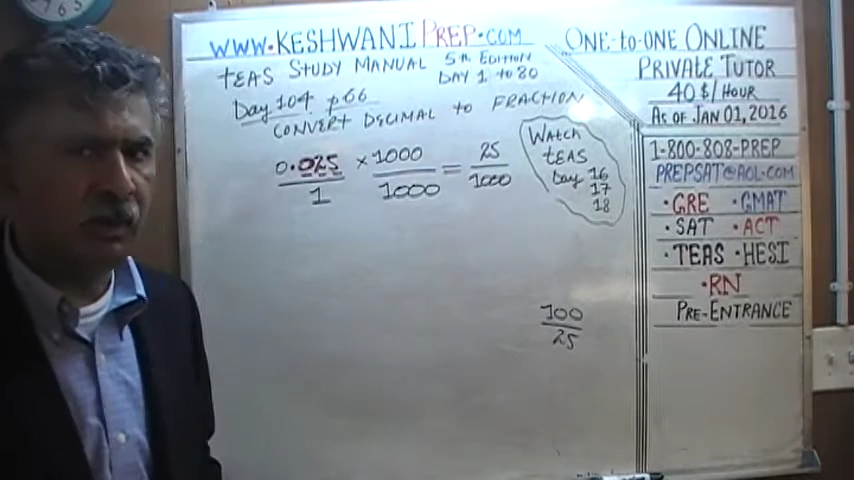 WWW.KESHWANIPREP.COM
TEAS STUDY MANUAL 5TH EDITION
DAY 1 TO 80
Day 104 p66
CONVERT DECIMAL to FRACTION
0.025 × 1000 = 25
1 1000 1000
Watch
TEAS
Day 16
17
18
100
25
ONE-to-ONE ONLINE
PRIVATE TUTOR
40 $/HOUR
AS OF JAN 01, 2016
1-800-808-PREP
PREPSAT@AOL.COM
• GRE • GMAT
• SAT • ACT
• TEAS • HESI
• RN
PRE-ENTRANCE